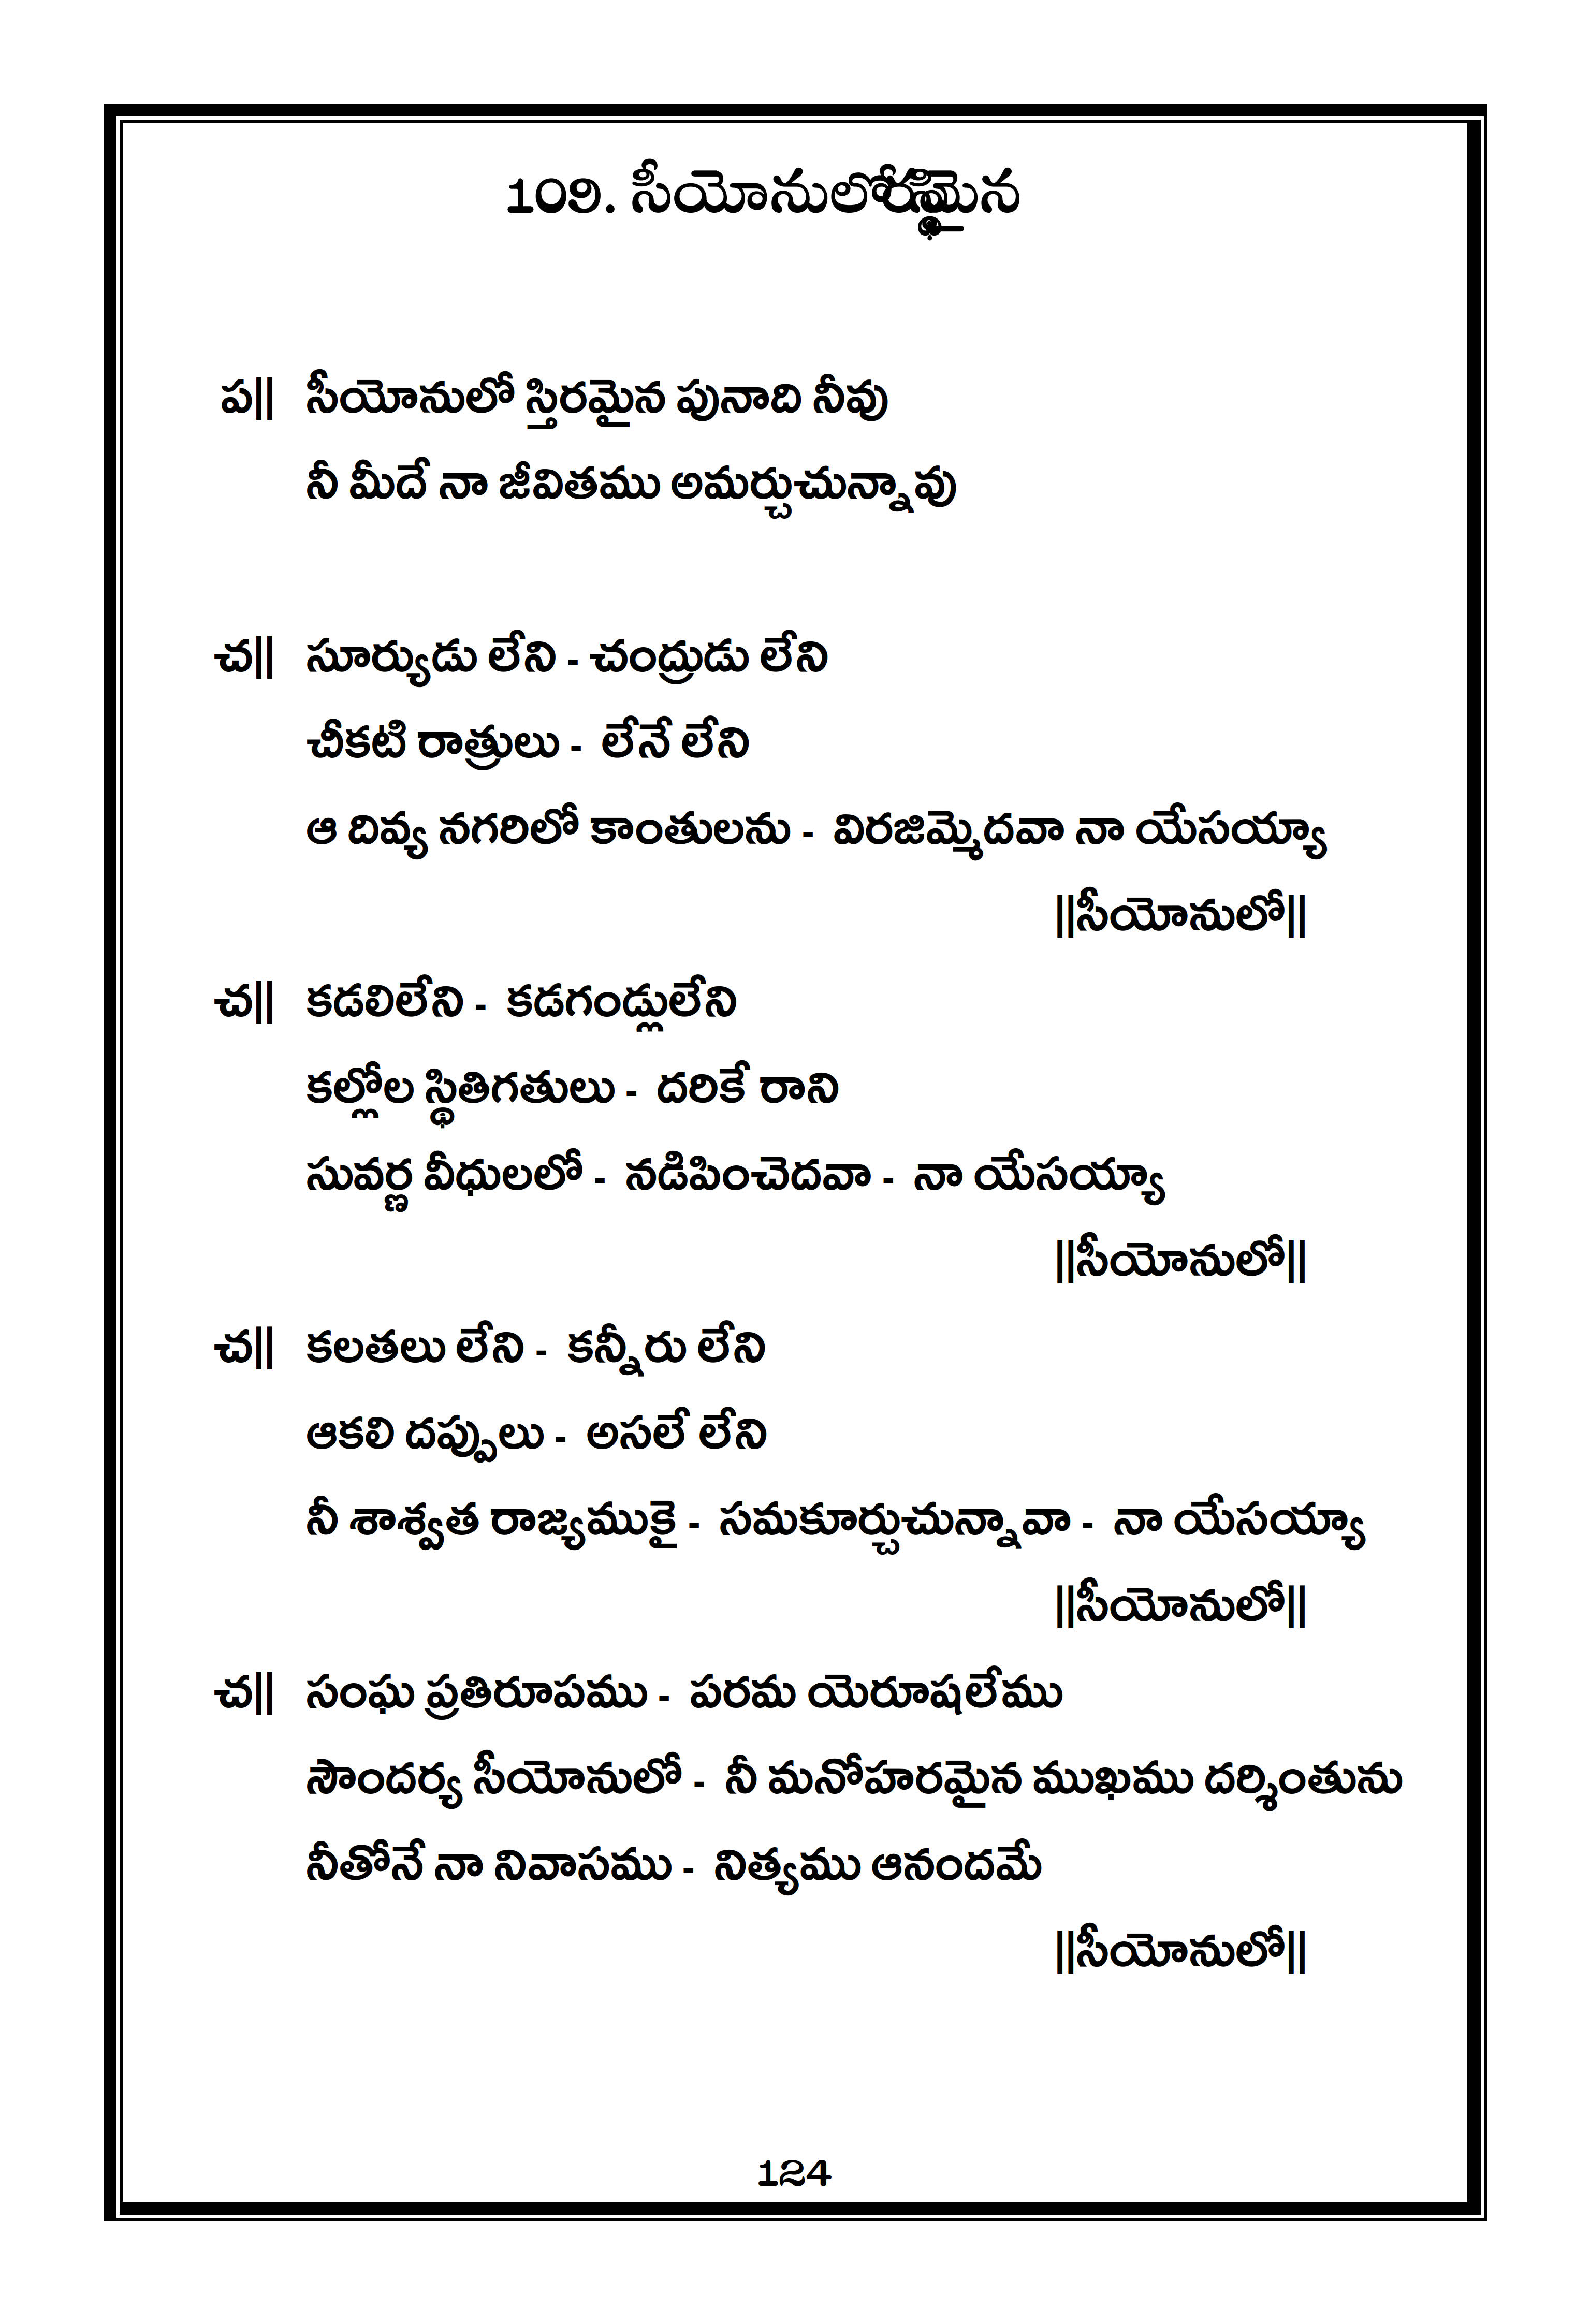 109. సీయోనులో స్థిరమైన
ప॥ సీయోనులో స్తిరమైన పునాది నీవు
నీ మీదే నా జీవితము అమర్చుచున్నావు
చ॥ సూర్యుడు లేని - చంద్రుడు లేని
చీకటి రాత్రులు - లేనే లేని
ఆ దివ్య నగరిలో కాంతులను - విరజిమ్మెదవా నా యేసయ్యా
॥సీయోనులో॥
చ॥ కడలిలేని - కడగండ్లులేని
కల్లోల స్థితిగతులు - దరికే రాని
సువర్ణ వీధులలో - నడిపించెదవా - నా యేసయ్యా
॥సీయోనులో॥
చ॥ కలతలు లేని - కన్నీరు లేని
ఆకలి దప్పులు - అసలే లేని
నీ శాశ్వత రాజ్యముకై - సమకూర్చుచున్నావా - నా యేసయ్యా
॥సీయోనులో॥
చ॥ సంఘ ప్రతిరూపము - పరమ యెరూషలేము
సౌందర్య సీయోనులో - నీ మనోహరమైన ముఖము దర్శింతును
నీతోనే నా నివాసము - నిత్యము ఆనందమే
॥సీయోనులో॥
124